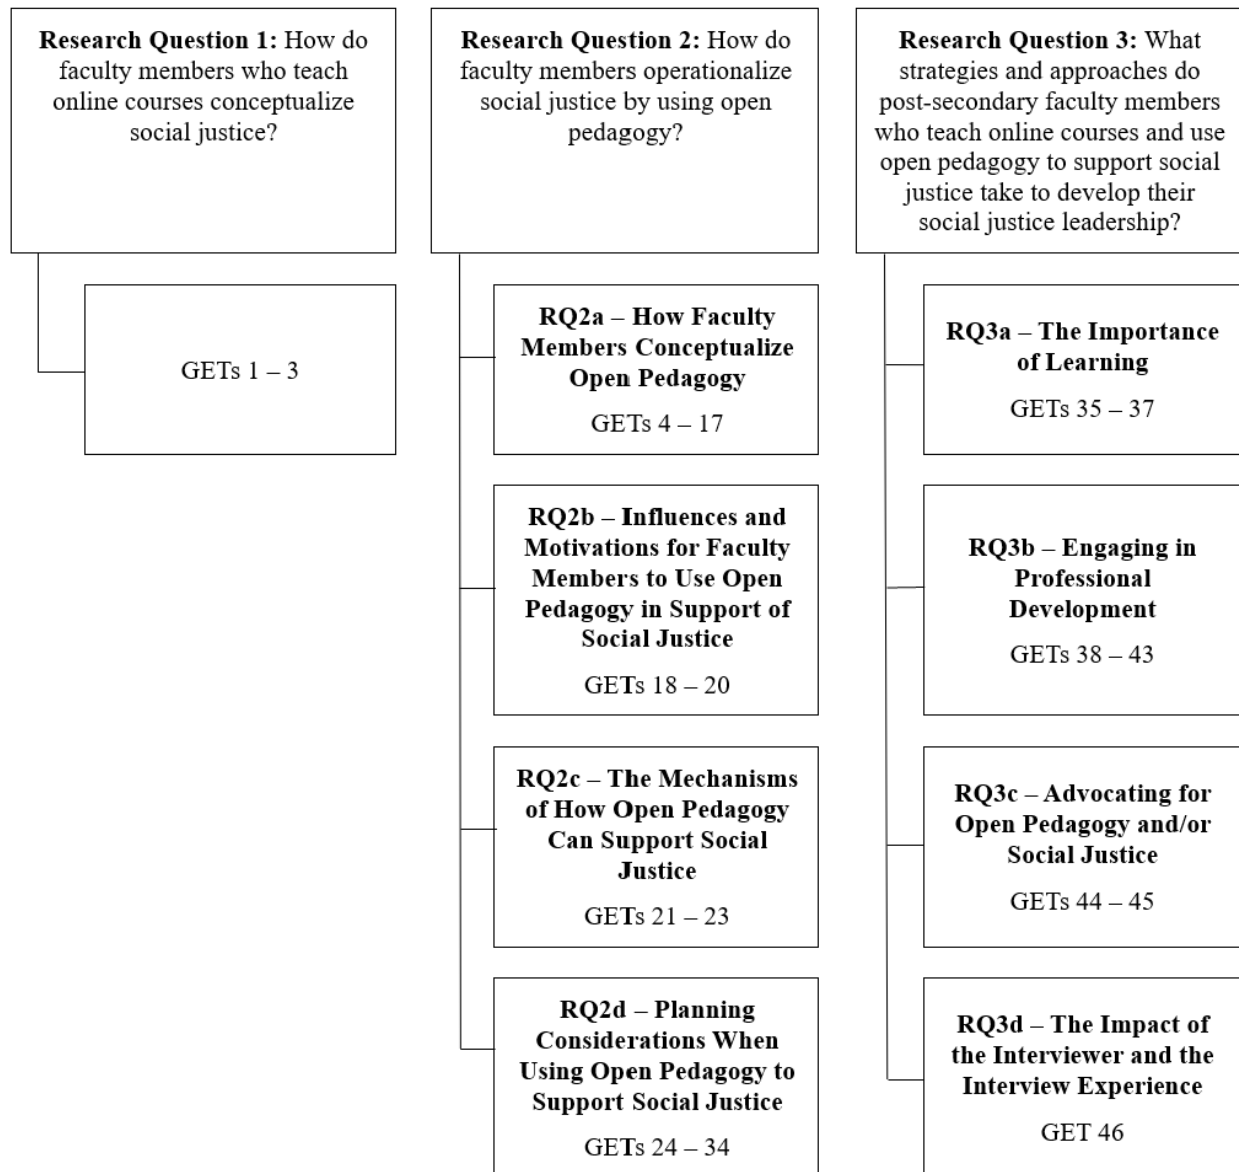 Research Question 1: How do
faculty members who teach
online courses conceptualize
social justice?
GETs 1 – 3
Research Question 2: How do
faculty members operationalize
social justice by using open
pedagogy?
RQ2a – How Faculty
Members Conceptualize
Open Pedagogy
GETs 4 – 17
RQ2b – Influences and
Motivations for Faculty
Members to Use Open
Pedagogy in Support of
Social Justice
GETs 18 – 20
RQ2c – The Mechanisms
of How Open Pedagogy
Can Support Social
Justice
GETs 21 – 23
RQ2d – Planning
Considerations When
Using Open Pedagogy to
Support Social Justice
GETs 24 – 34
Research Question 3: What
strategies and approaches do
post-secondary faculty members
who teach online courses and use
open pedagogy to support social
justice take to develop their
social justice leadership?
RQ3a – The Importance
of Learning
GETs 35 – 37
RQ3b – Engaging in
Professional
Development
GETs 38 – 43
RQ3c – Advocating for
Open Pedagogy and/or
Social Justice
GETs 44 – 45
RQ3d – The Impact of
the Interviewer and the
Interview Experience
GET 46